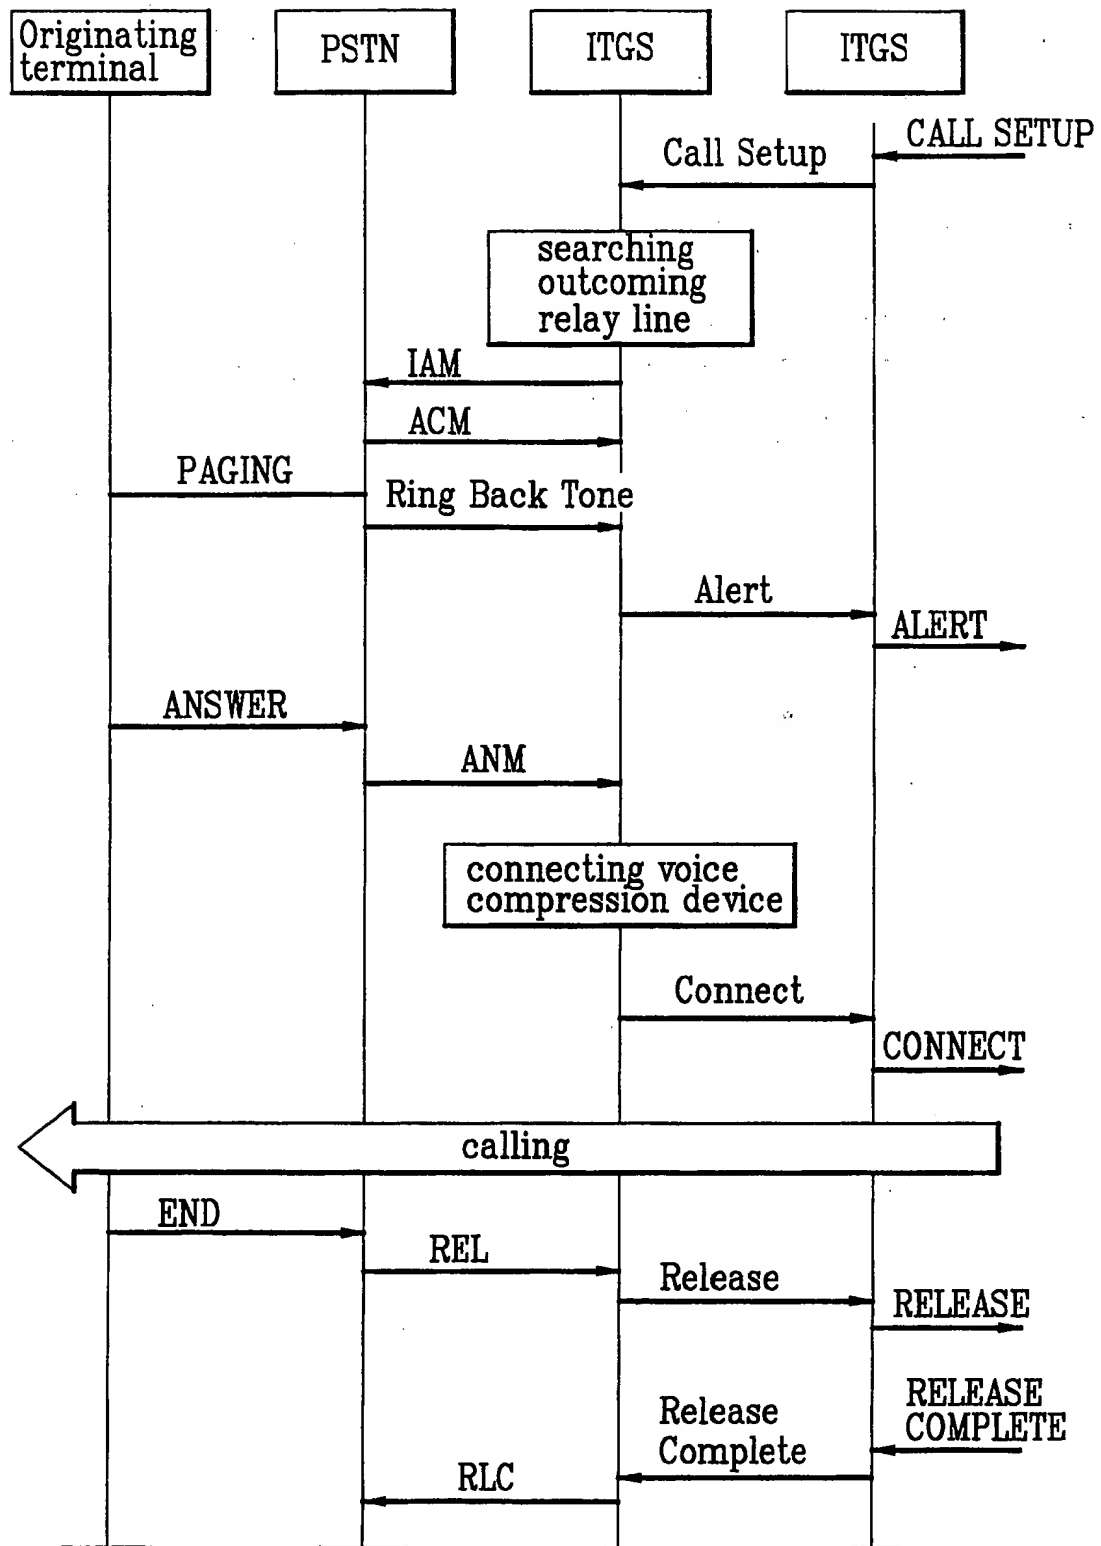 Originating
terminal
PSTN
ITGS
ITGS
CALL SETUP
Call Setup
searching
outcoming
relay line
IAM
ACM
PAGING
Ring Back Tone
Alert
ALERT
ANSWER
ANM
connecting voice
compression device
Connect
CONNECT
calling
END
REL
Release
RELEASE
RELEASE
COMPLETE
Release
Complete
RLC